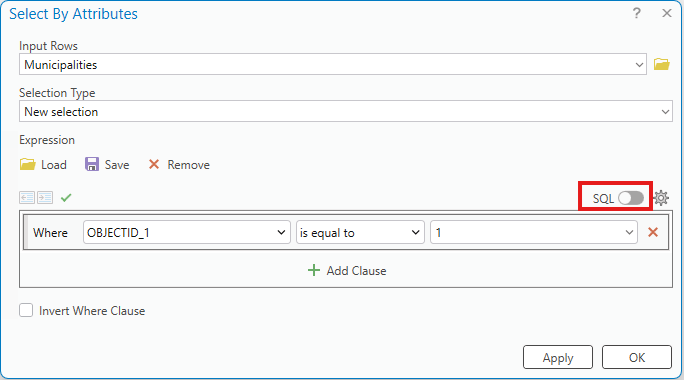 Select By Attributes ? ×
Input Rows
Municipalities
Selection Type
New selection
Expression
Load Save Remove
SQL
Where OBJECTID_1 is equal to 1
+ Add Clause
Invert Where Clause
Apply OK